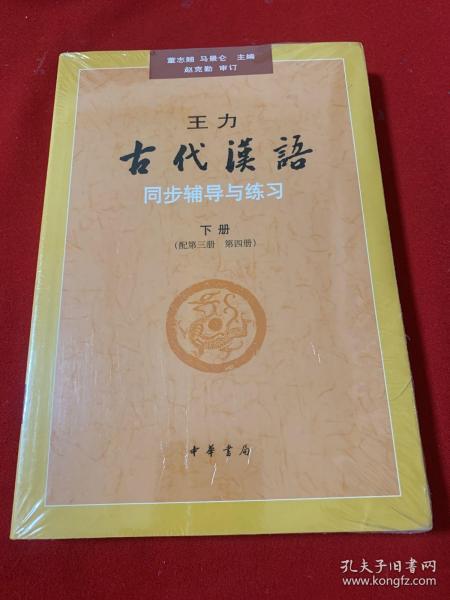 董志翘 马景仑 主编
赵克勤 审订
王力
古代漢語
同步辅导与练习
下册
(配第三册 第四册)
中華書局
孔夫子旧书网
www.kongfz.com